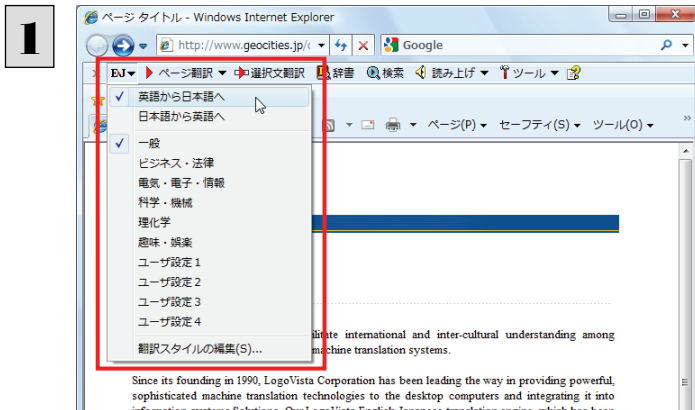 1
ページ タイトル - Windows Internet Explorer
http://www.geocities.jp/
Google
EJ ページ翻訳 選択文翻訳 辞書 検索 読み上げ ツール
英語から日本語へ
日本語から英語へ
ページ(P) セーフティ(S) ツール(O)
一般
ビジネス・法律
電気・電子・情報
科学・機械
理化学
趣味・娯楽
ユーザ設定1
ユーザ設定2
ユーザ設定3
ユーザ設定4
翻訳スタイルの編集(S)...
international and inter-cultural understanding among
machine translation systems.
Since its founding in 1990, LogoVista Corporation has been leading the way in providing powerful,
sophisticated machine translation technologies to the desktop computers and integrating it into